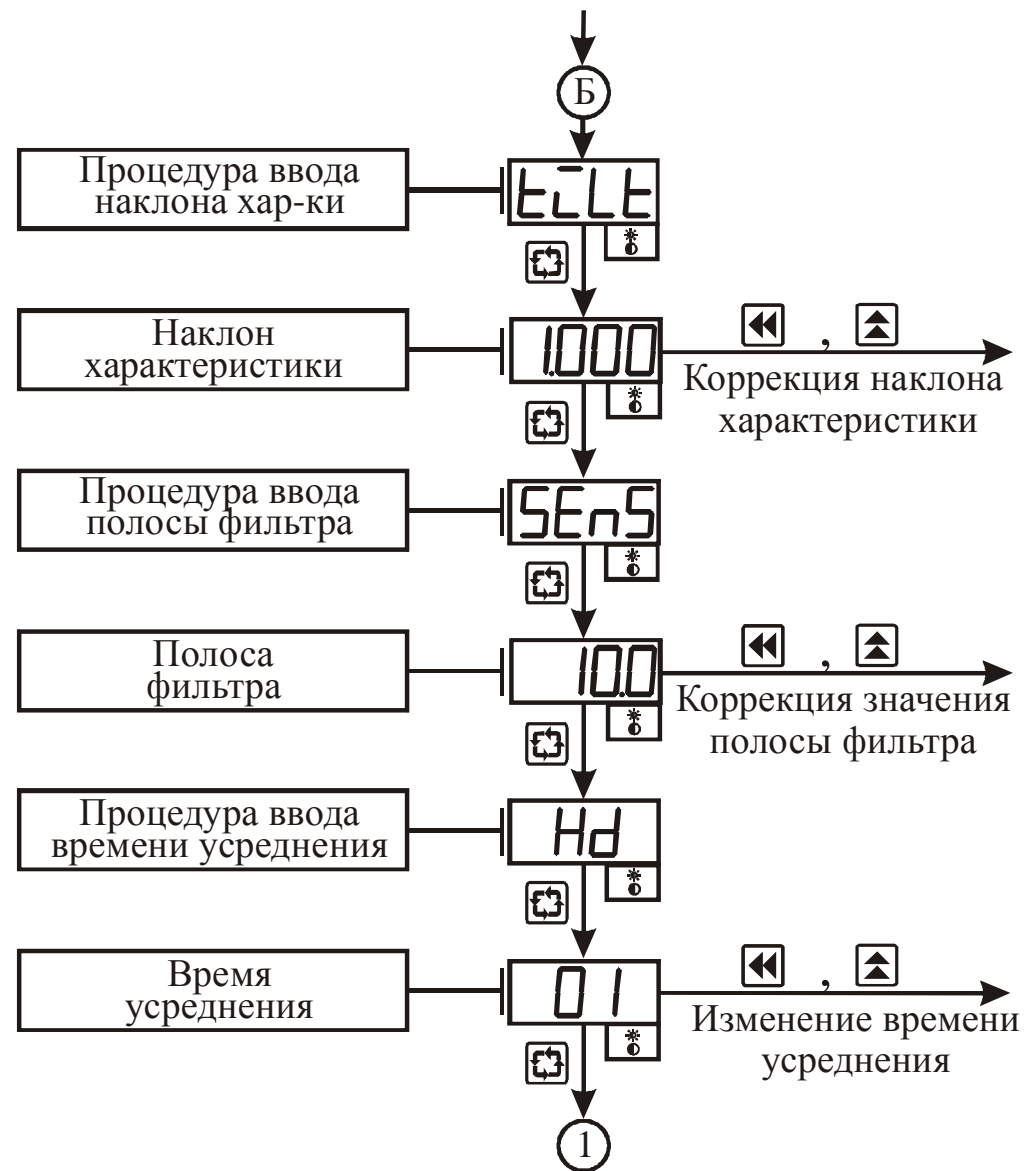 Б
Процедура ввода
наклона хар-ки
tiLt
Наклон
характеристики
1.000
,
Коррекция наклона
характеристики
Процедура ввода
полосы фильтра
SEnS
Полоса
фильтра
10.0
,
Коррекция значения
полосы фильтра
Процедура ввода
времени усреднения
Hd
Время
усреднения
01
,
Изменение времени
усреднения
1